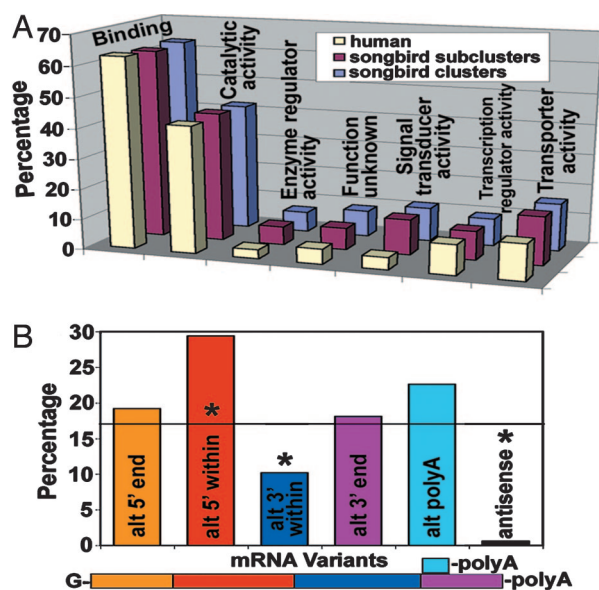 A
Percentage
70
60
50
40
30
20
10
0
Binding
Catalytic
activity
Enzyme regulator
activity
Function
unknown
Signal
transducer
activity
Transcription
regulator activity
Transporter
activity
human
songbird subclusters
songbird clusters
B
Percentage
30
25
20
15
10
5
0
alt 5' end
alt 5' within
*
alt 3'
within
*
alt 3' end
alt polyA
antisense *
mRNA Variants
-polyA
G-
-polyA